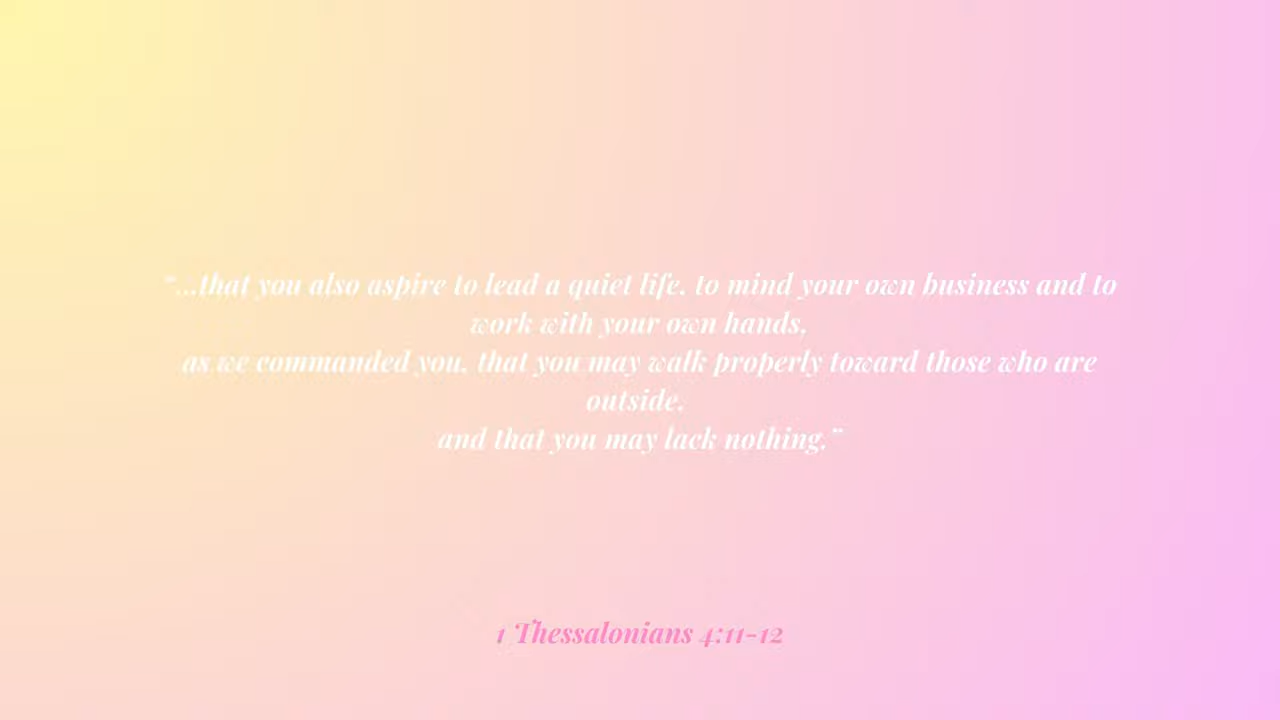 “...that you also aspire to lead a quiet life, to mind your own business and to
work with your own hands,
as we commanded you, that you may walk properly toward those who are
outside,
and that you may lack nothing.”
1 Thessalonians 4:11-12